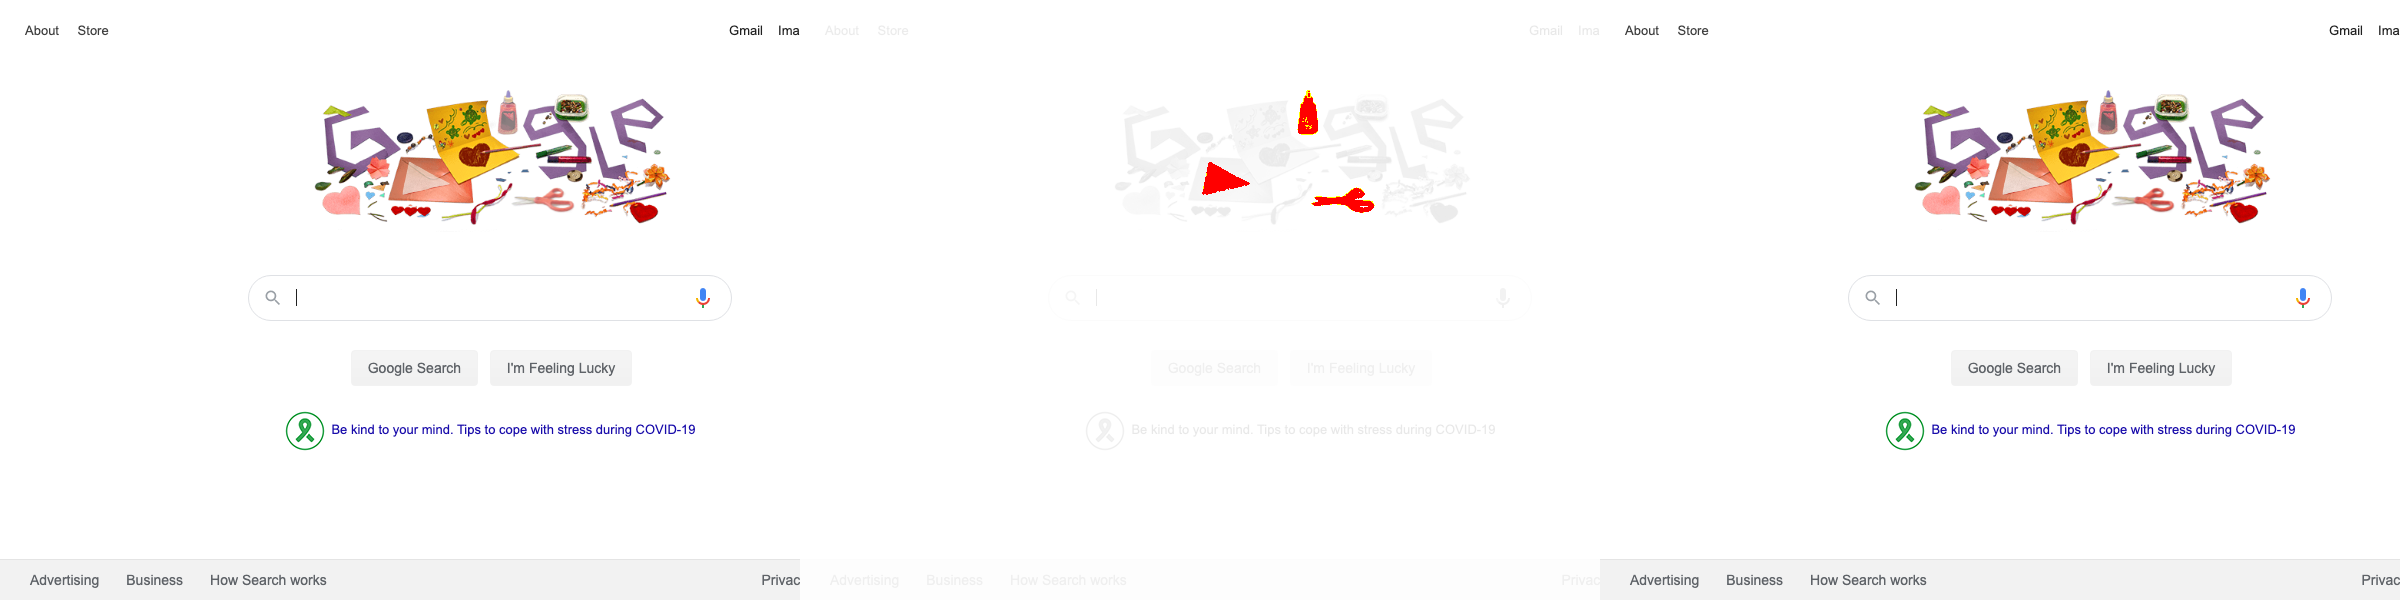 About Store Gmail Ima About Store Gmail Ima About Store Gmail Ima
Google Search I'm Feeling Lucky Google Search I'm Feeling Lucky Google Search I'm Feeling Lucky
Be kind to your mind. Tips to cope with stress during COVID-19 Be kind to your mind. Tips to cope with stress during COVID-19 Be kind to your mind. Tips to cope with stress during COVID-19
Advertising Business How Search works Privac Advertising Business How Search works Privac Advertising Business How Search works Privac